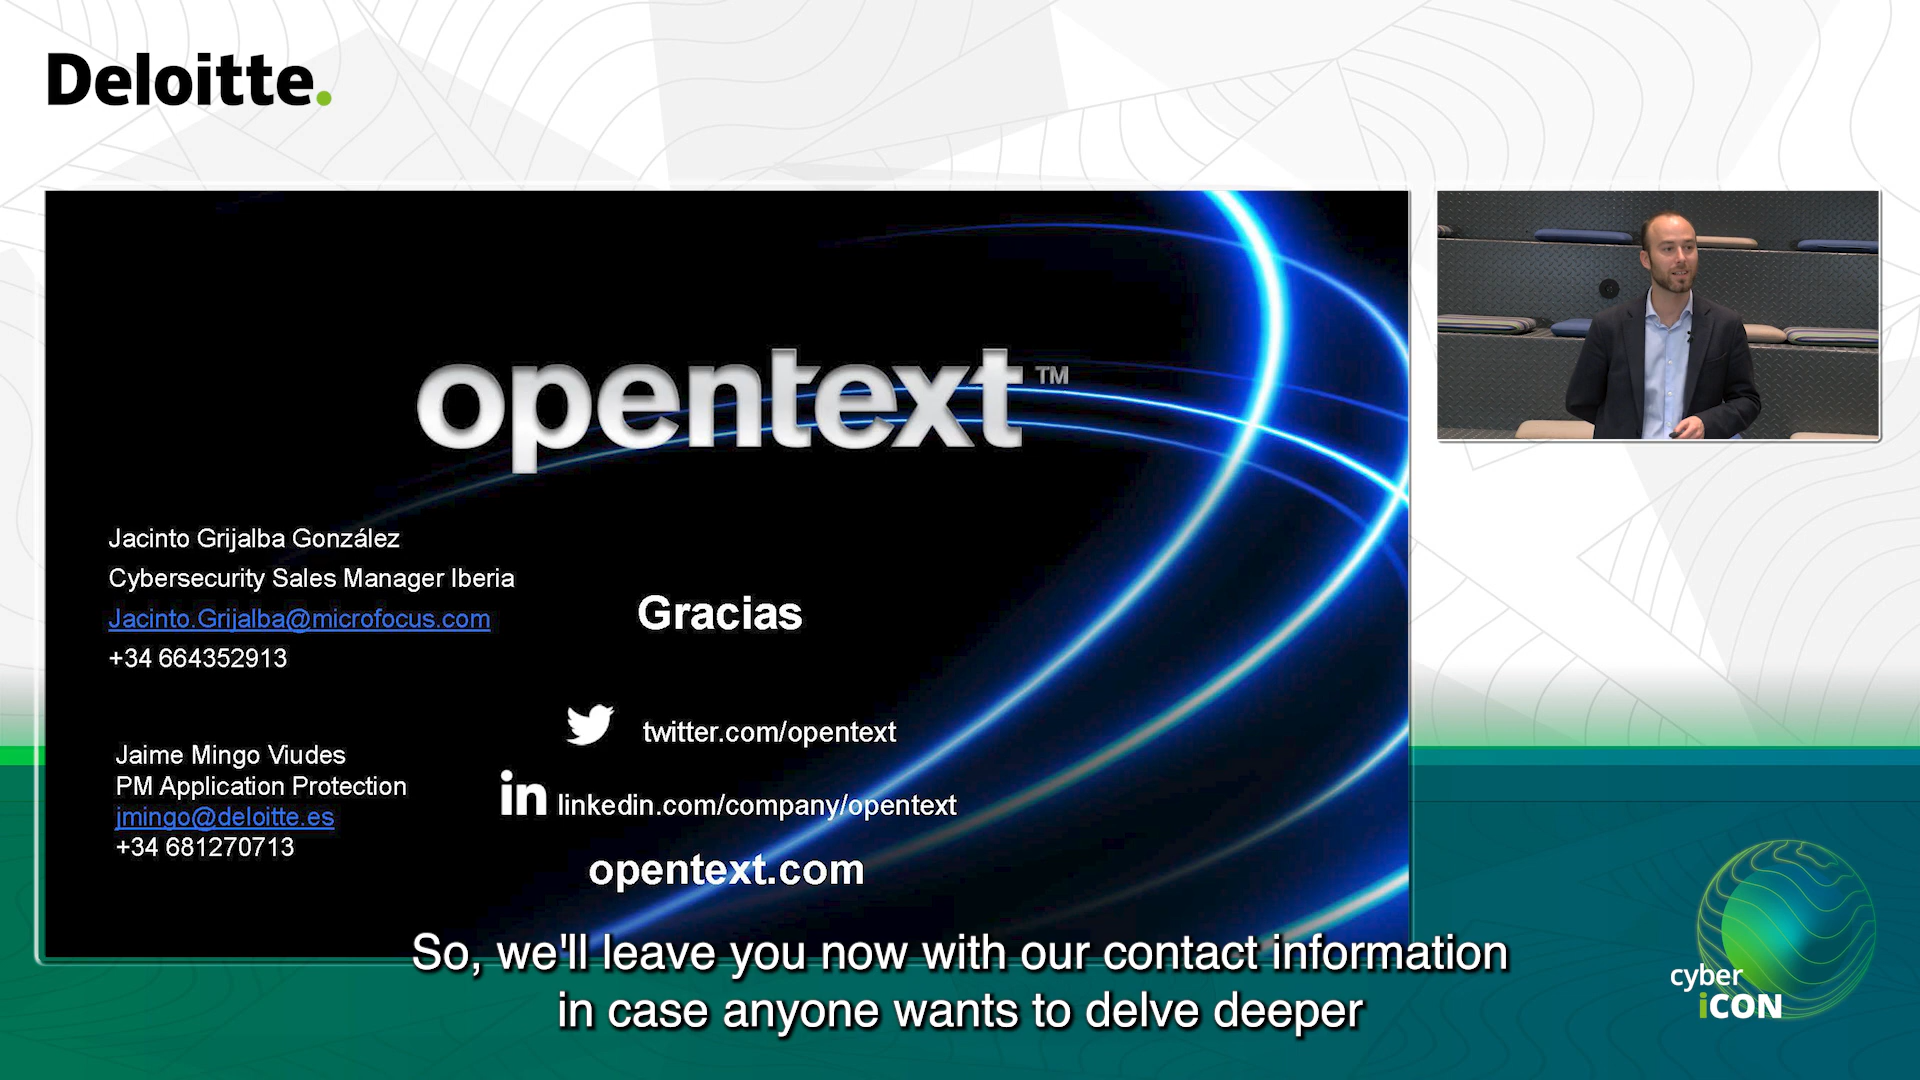 Deloitte.
opentext™
Jacinto Grijalba González
Cybersecurity Sales Manager Iberia
Jacinto.Grijalba@microfocus.com
+34 664352913
Gracias
twitter.com/opentext
Jaime Mingo Viudes
PM Application Protection
jmingo@deloitte.es
+34 681270713
in linkedin.com/company/opentext
opentext.com
So, we'll leave you now with our contact information
in case anyone wants to delve deeper
cyber
iCON